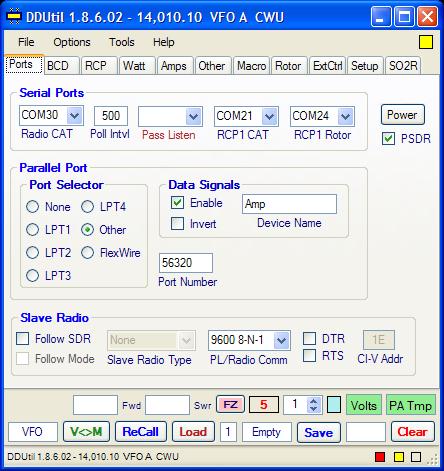 DDUtil 1.8.6.02 - 14,010.10 VFO A CWU
File Options Tools Help
Ports BCD RCP Watt Amps Other Macro Rotor ExtCtrl Setup SO2R
Serial Ports
COM30 500 COM21 COM24 Power
Radio CAT Poll Intvl Pass Listen RCP1 CAT RCP1 Rotor
PSDR
Parallel Port
Port Selector Data Signals
None LPT4 Enable Amp
LPT1 Other Invert Device Name
LPT2 FlexWire 56320
LPT3 Port Number
Slave Radio
Follow SDR None 9600 8-N-1 DTR 1E
Follow Mode Slave Radio Type PL/Radio Comm RTS CI-V Addr
Fwd Swr FZ 5 1 Volts PA Tmp
VFO V<>M ReCall Load 1 Empty Save Clear
DDUtil 1.8.6.02 - 14,010.10 VFO A CWU